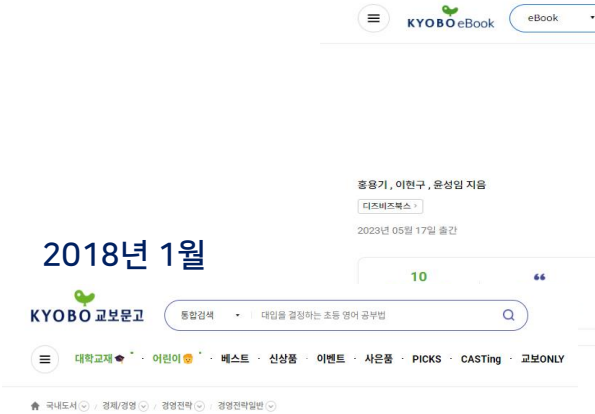 KYOBO eBook
eBook
홍용기 , 이현구 , 윤성임 지음
디즈비즈북스 >
2023년 05월 17일 출간
10
❝
2018년 1월
KYOBO 교보문고
통합검색
대입을 결정하는 초등 영어 공부법
대학교재 · 어린이 · 베스트 · 신상품 · 이벤트 · 사은품 · PICKS · CASTing · 교보ONLY
국내도서 / 경제/경영 / 경영전략 / 경영전략일반